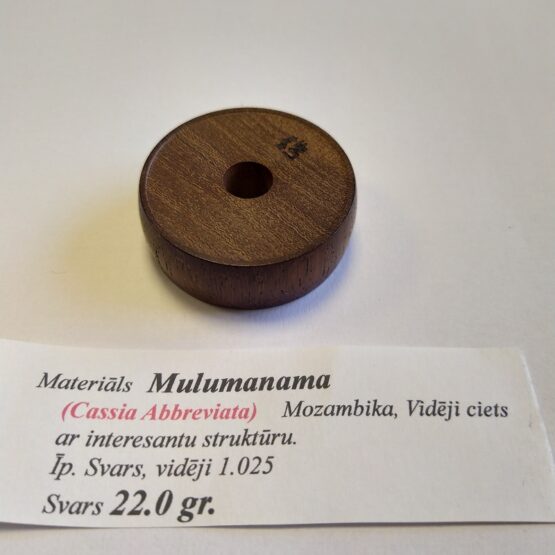 Materiāls Mulumanama
(Cassia Abbreviata) Mozambika, Vidēji ciets
ar interesantu struktūru.
Īp. Svars, vidēji 1.025
Svars 22.0 gr.